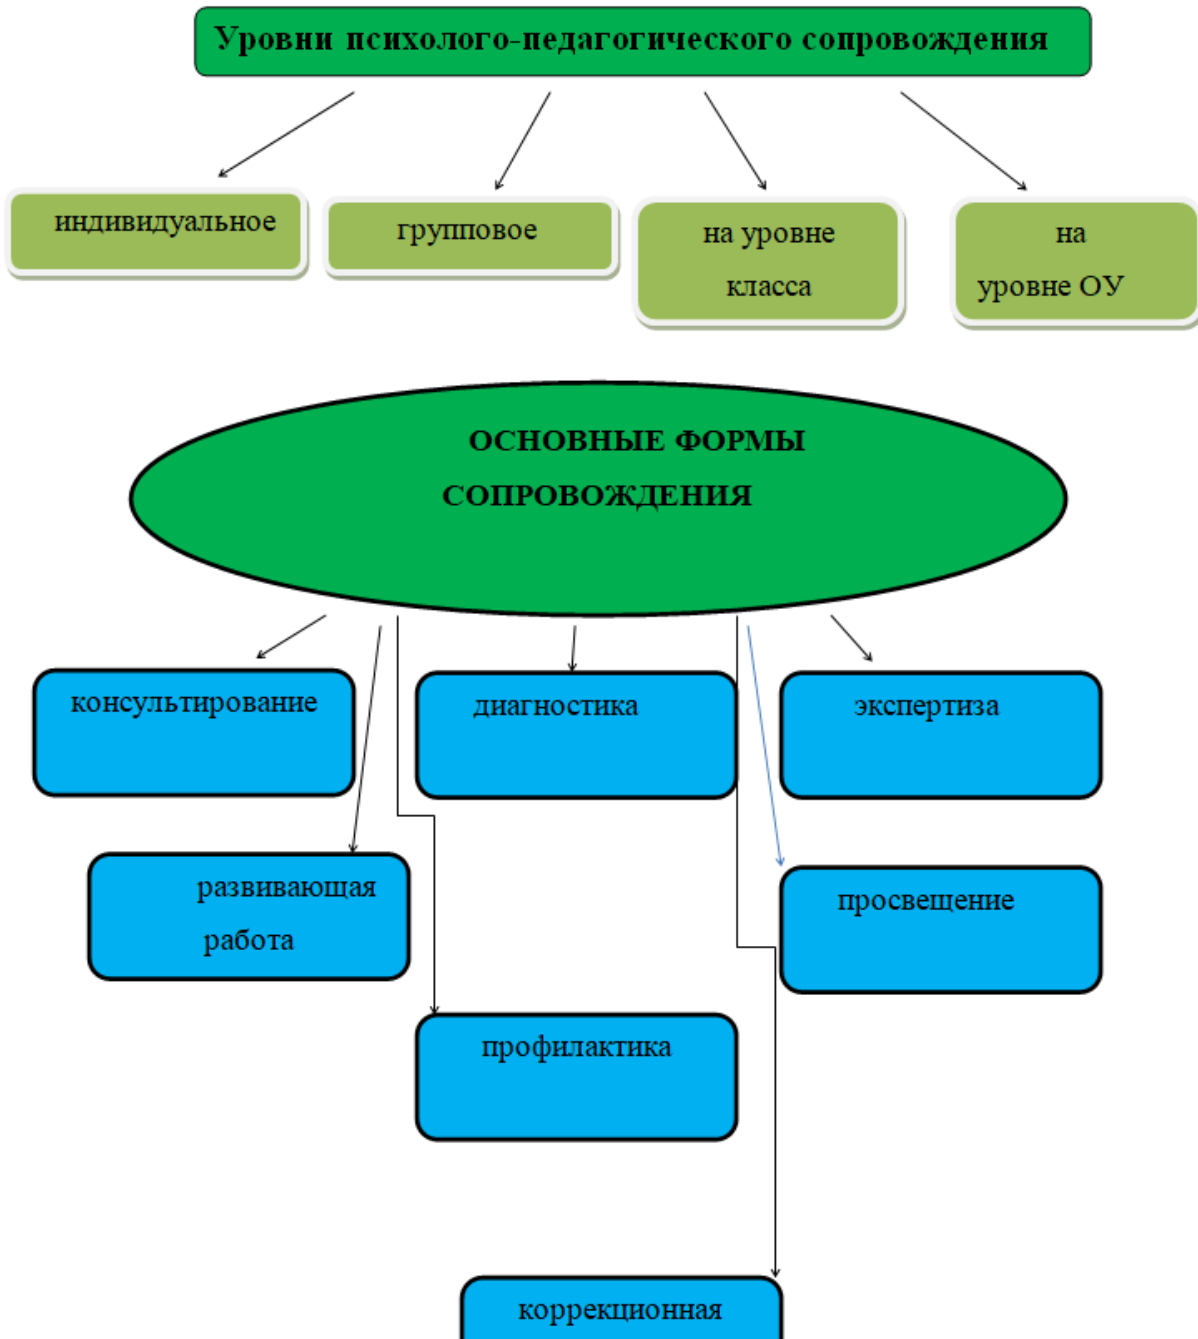 Уровни психолого-педагогического сопровождения
индивидуальное
групповое
на уровне
класса
на
уровне ОУ
ОСНОВНЫЕ ФОРМЫ
СОПРОВОЖДЕНИЯ
консультирование
диагностика
экспертиза
развивающая
работа
просвещение
профилактика
коррекционная